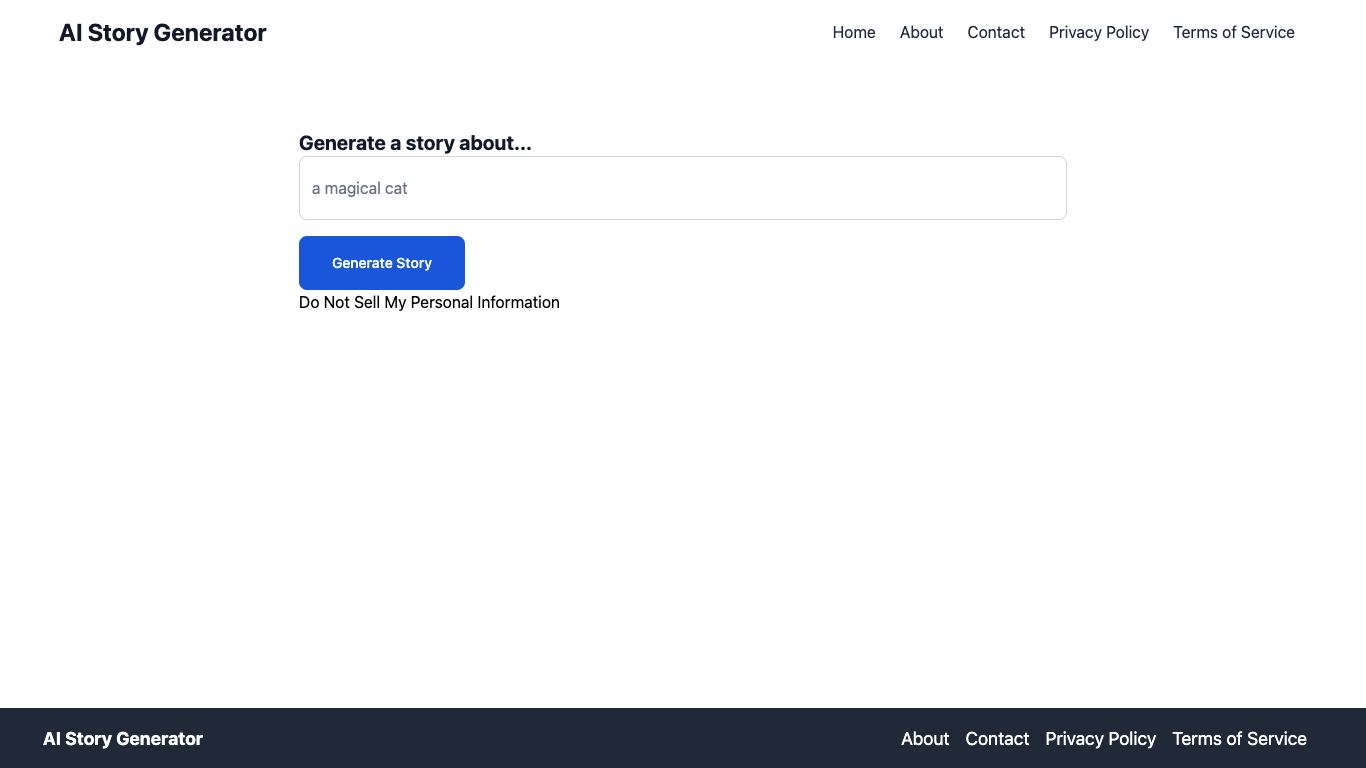 AI Story Generator
Home About Contact Privacy Policy Terms of Service
Generate a story about...
a magical cat
Generate Story
Do Not Sell My Personal Information
AI Story Generator
About Contact Privacy Policy Terms of Service